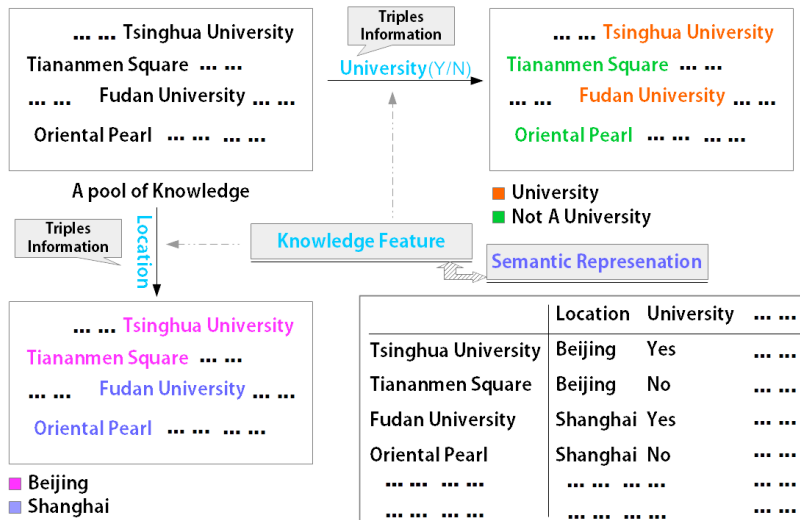 ... ... Tsinghua University
Tiananmen Square ... ...
... ... Fudan University ... ...
Oriental Pearl ... ... ... ...
A pool of Knowledge
Triples
Information
University(Y/N)
... ... Tsinghua University
Tiananmen Square ... ...
... ... Fudan University ... ...
Oriental Pearl ... ... ... ...
University
Not A University
Triples
Information
Location
Knowledge Feature
Semantic Represenation
... ... Tsinghua University
Tiananmen Square ... ...
... ... Fudan University ... ...
Oriental Pearl ... ... ... ...
Beijing
Shanghai
Location University ... ...
Tsinghua University Beijing Yes ... ...
Tiananmen Square Beijing No ... ...
Fudan University Shanghai Yes ... ...
Oriental Pearl Shanghai No ... ...
... ... ... ... ... ... ... ... ... ...
... ... ... ... ... ... ... ... ... ...